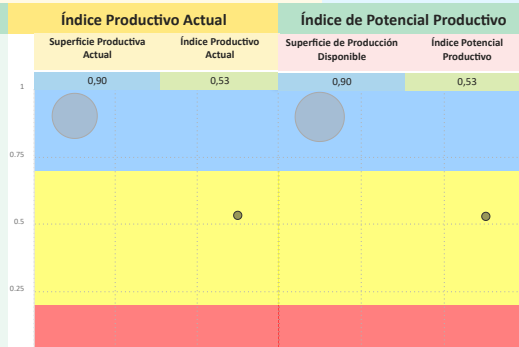 Índice Productivo Actual
Índice de Potencial Productivo
Superficie Productiva
Actual
Índice Productivo
Actual
Superficie de Producción
Disponible
Índice Potencial
Productivo
0,90
0,53
0,90
0,53
1
0.75
0.5
0.25